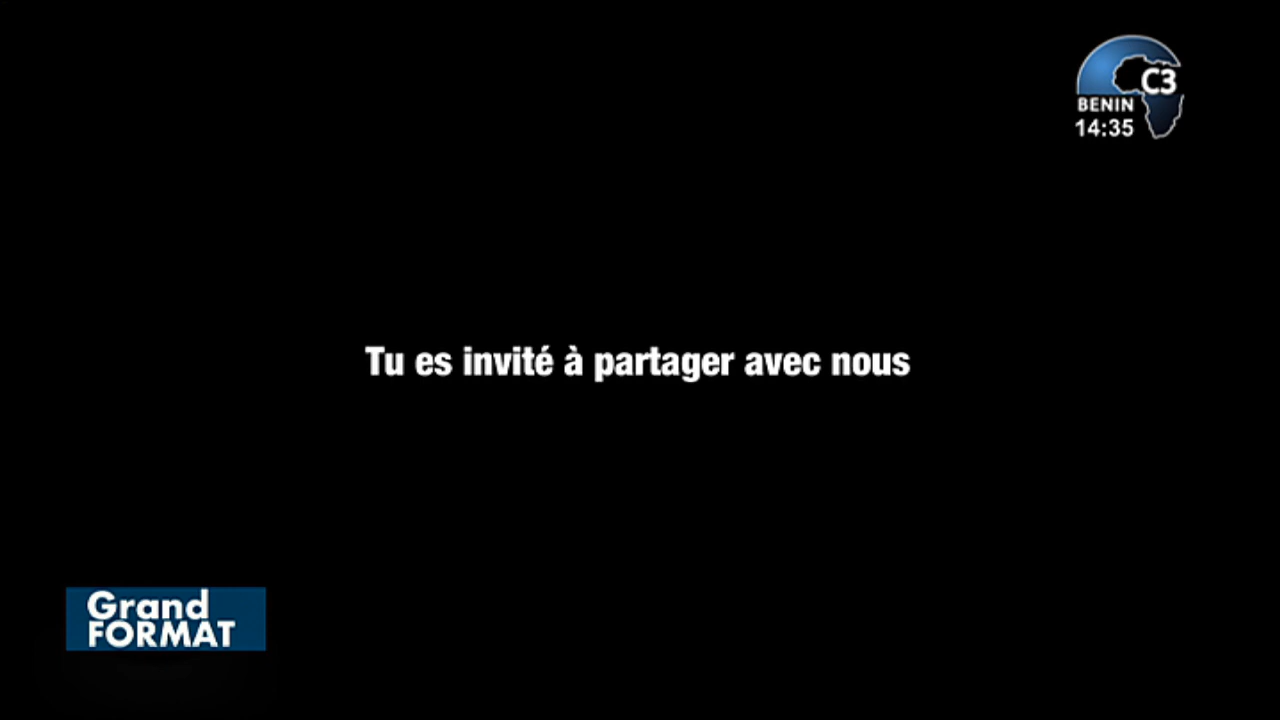 C3
BENIN
14:35
Tu es invité à partager avec nous
Grand
FORMAT